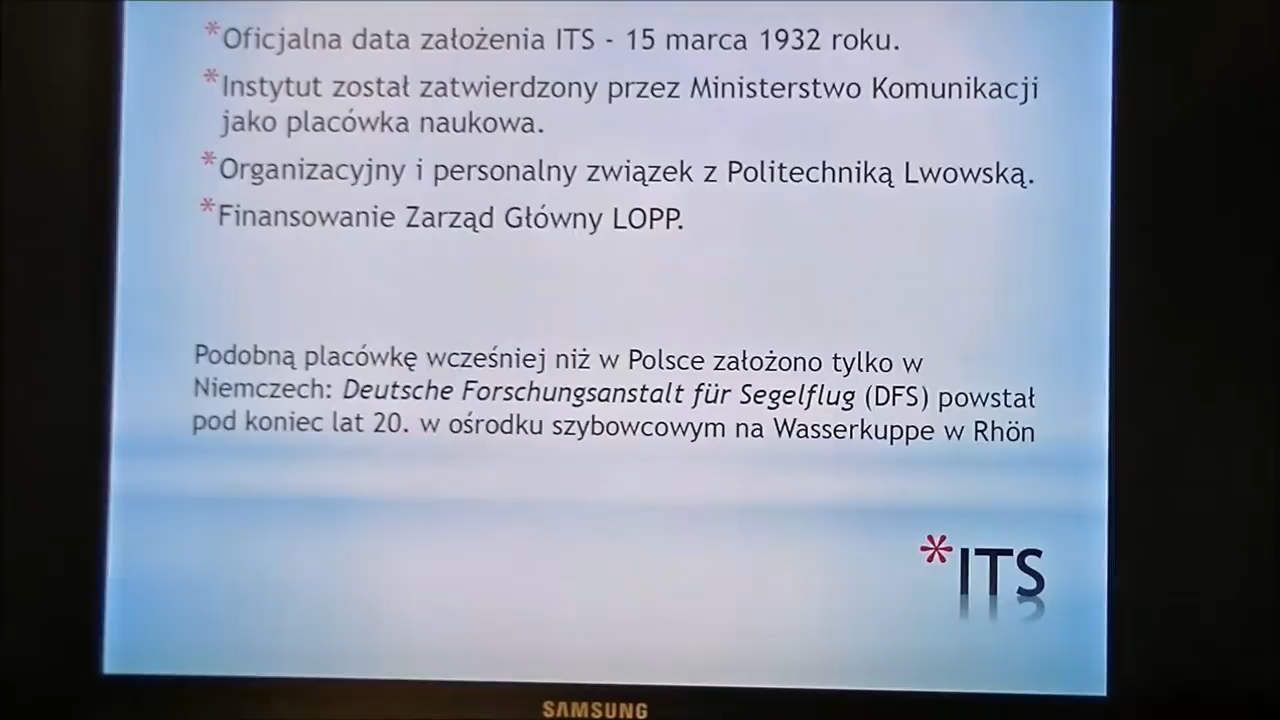 *Oficjalna data założenia ITS - 15 marca 1932 roku.
*Instytut został zatwierdzony przez Ministerstwo Komunikacji
jako placówka naukowa.
*Organizacyjny i personalny związek z Politechniką Lwowską.
*Finansowanie Zarząd Główny LOPP.
Podobną placówkę wcześniej niż w Polsce założono tylko w
Niemczech: Deutsche Forschungsanstalt für Segelflug (DFS) powstał
pod koniec lat 20. w ośrodku szybowcowym na Wasserkuppe w Rhön
*ITS
SAMSUNG